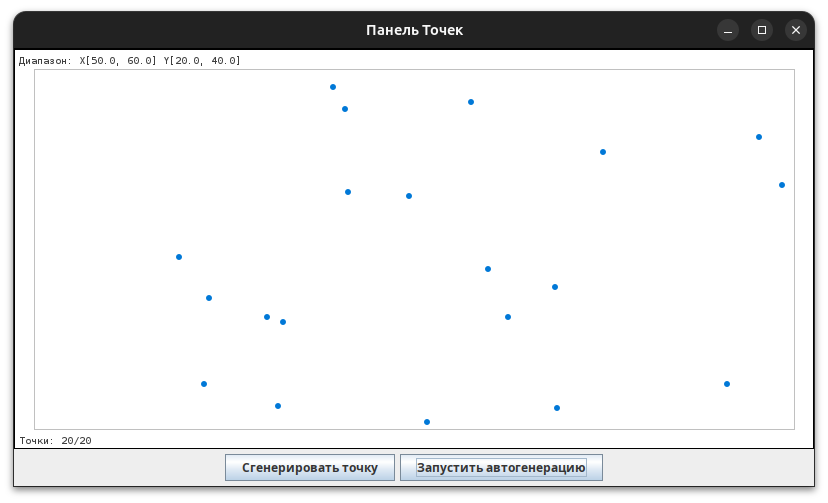 Панель Точек
Диапазон: X[50.0, 60.0] Y[20.0, 40.0]
Точки: 20/20
Сгенерировать точку
Запустить автогенерацию